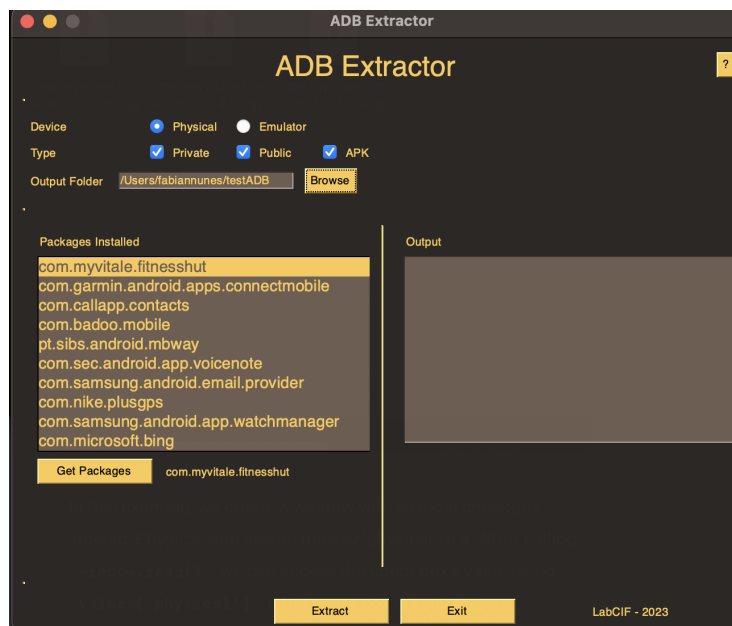 ADB Extractor
ADB Extractor
?
Device Physical Emulator
Type Private Public APK
Output Folder /Users/fabiannunes/testADB Browse
Packages Installed
com.myvitale.fitnesshut
com.garmin.android.apps.connectmobile
com.callapp.contacts
com.badoo.mobile
pt.sibs.android.mbway
com.sec.android.app.voicenote
com.samsung.android.email.provider
com.nike.plusgps
com.samsung.android.app.watchmanager
com.microsoft.bing
Get Packages com.myvitale.fitnesshut
Output
Extract Exit LabCIF - 2023